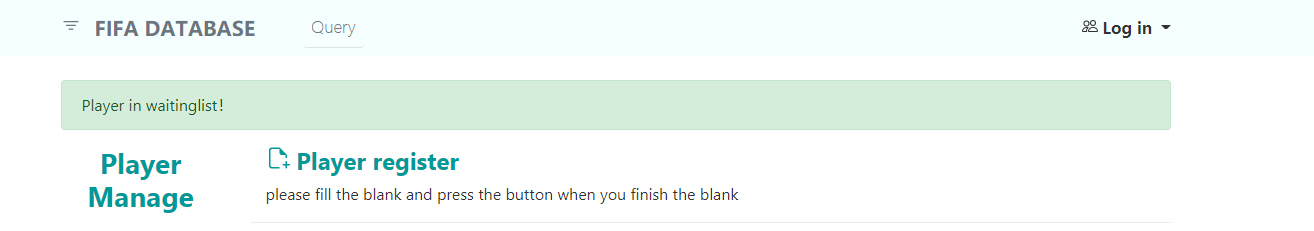 FIFA DATABASE Query Log in
Player in waitinglist!
Player
Manage
Player register
please fill the blank and press the button when you finish the blank